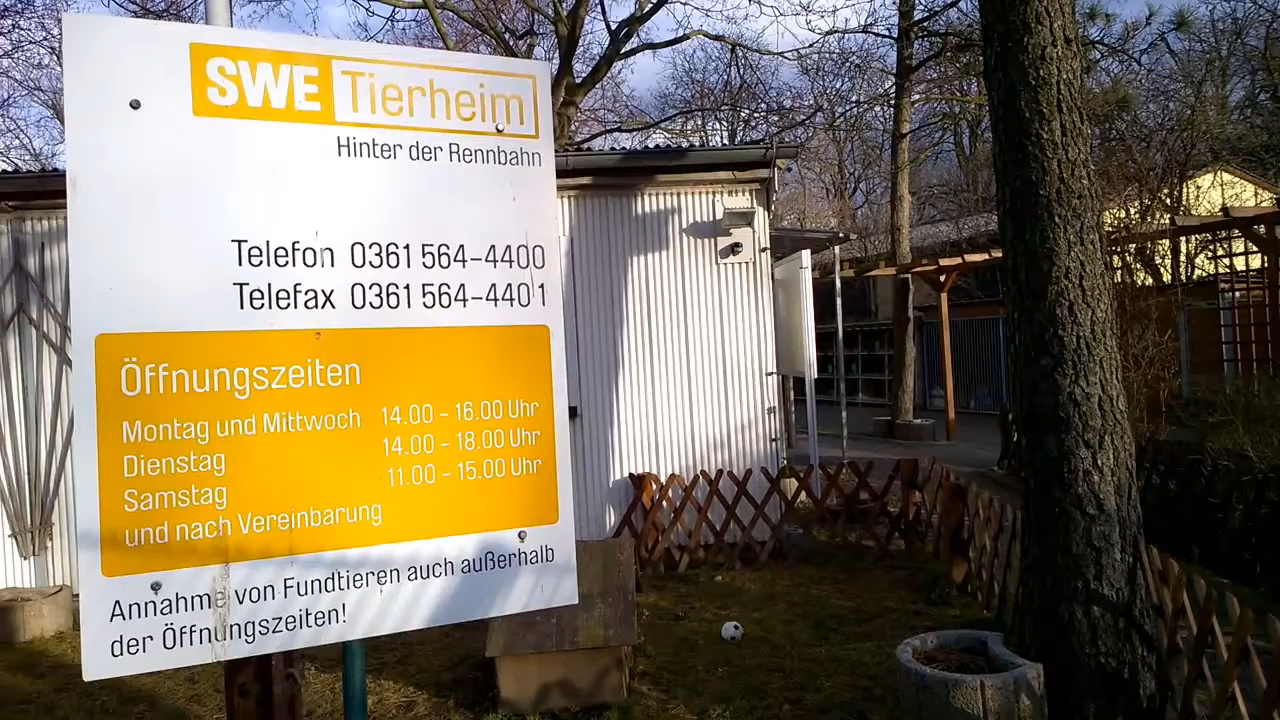 SWE Tierheim
Hinter der Rennbahn
Telefon 0361 564-4400
Telefax 0361 564-4401
Öffnungszeiten
Montag und Mittwoch 14.00 - 16.00 Uhr
Dienstag 14.00 - 18.00 Uhr
Samstag 11.00 - 15.00 Uhr
und nach Vereinbarung
Annahme von Fundtieren auch außerhalb
der Öffnungszeiten!